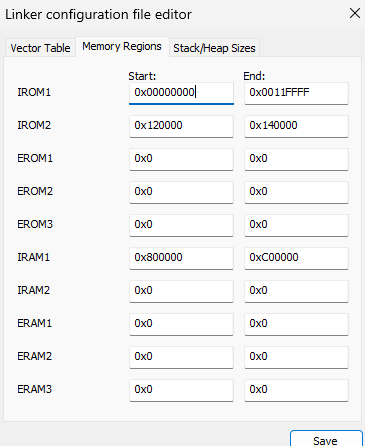 Linker configuration file editor
Vector Table Memory Regions Stack/Heap Sizes
Start: End:
IROM1 0x00000000 0x0011FFFF
IROM2 0x120000 0x140000
EROM1 0x0 0x0
EROM2 0x0 0x0
EROM3 0x0 0x0
IRAM1 0x800000 0xC00000
IRAM2 0x0 0x0
ERAM1 0x0 0x0
ERAM2 0x0 0x0
ERAM3 0x0 0x0
Save